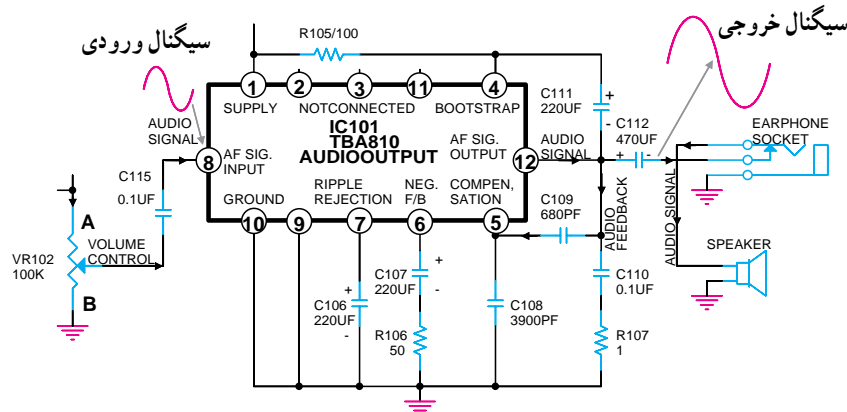 سیگنال ورودی
سیگنال خروجی
R105/100
1
2
3
11
4
SUPPLY
NOTCONNECTED
BOOTSTRAP
C111
220UF
+
-
C112
470UF
+
-
EARPHONE
SOCKET
AUDIO
SIGNAL
8
AF SIG.
INPUT
IC101
TBA810
AUDIOOUTPUT
AF SIG.
OUTPUT
12
AUDIO
SIGNAL
C115
0.1UF
GROUND
RIPPLE
REJECTION
NEG.
F/B
COMPEN,
SATION
10
9
7
6
5
C109
680PF
AUDIO
FEEDBACK
AUDIO SIGNAL
A
VR102
100K
VOLUME
CONTROL
B
SPEAKER
+
C106
220UF
-
C107
220UF
+
-
R106
50
C108
3900PF
C110
0.1UF
R107
1